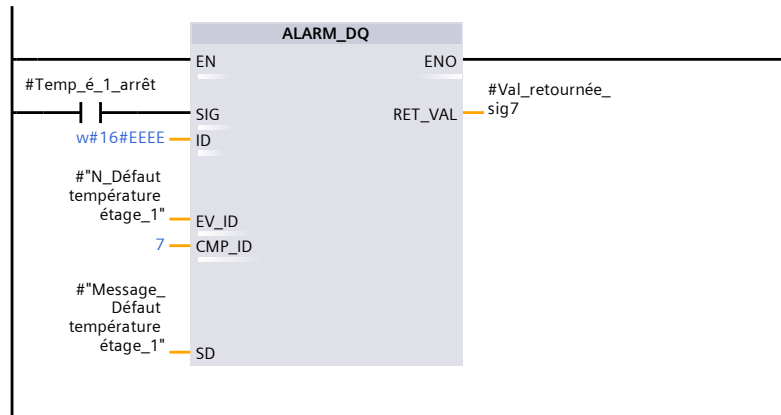 ALARM_DQ
EN
ENO
#Temp_é_1_arrêt
#Val_retournée_
sig7
SIG
RET_VAL
w#16#EEEE
ID
#"N_Défaut
température
étage_1"
EV_ID
7
CMP_ID
#"Message_
Défaut
température
étage_1"
SD